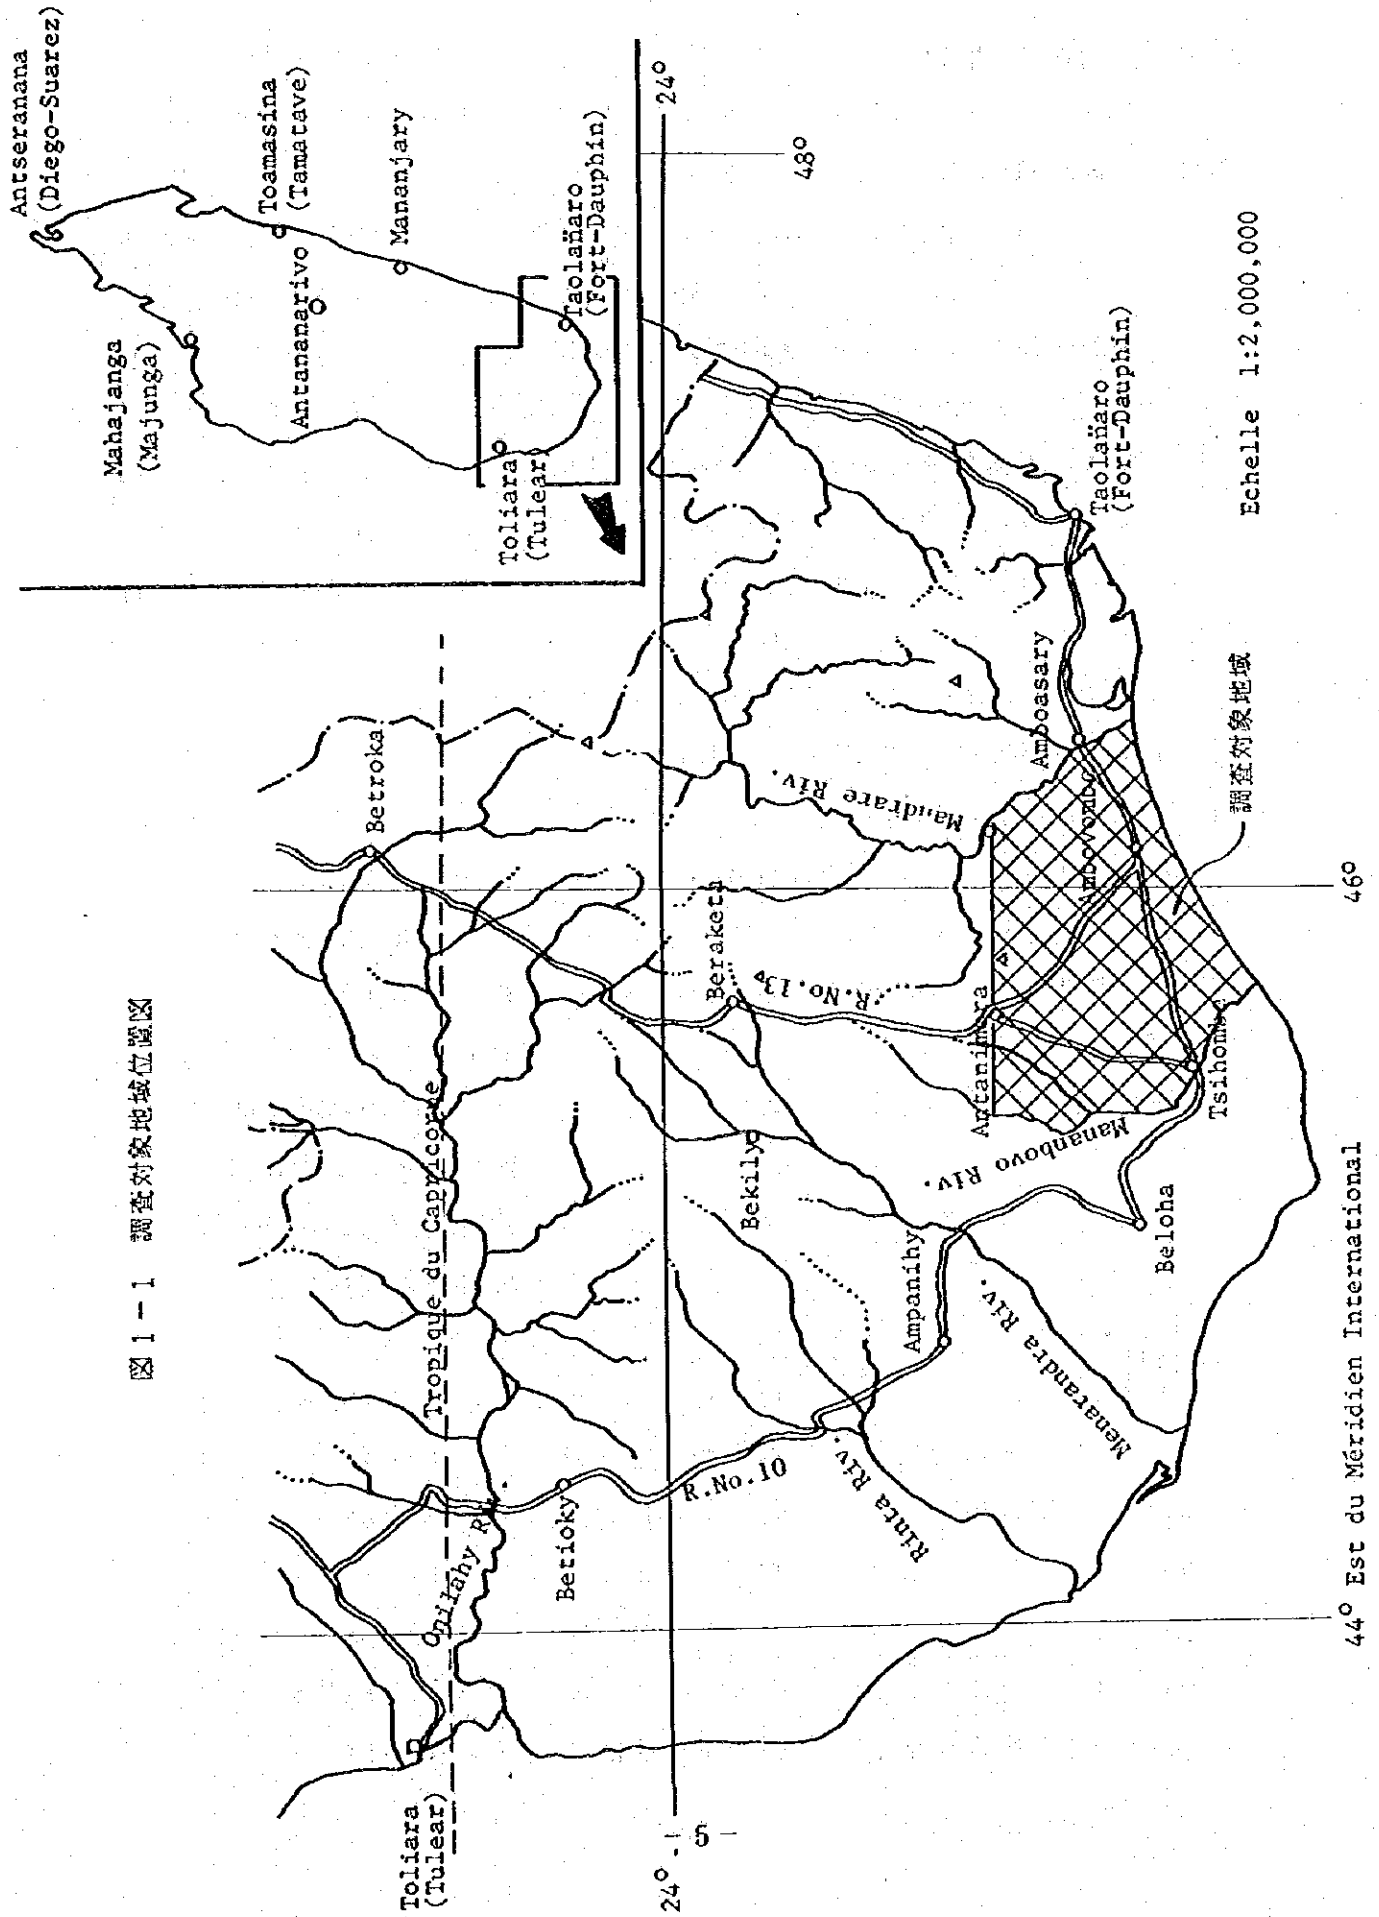 図1-1 調査対象地域位置図
Antseranana
(Diego-Suarez)
Mahajanga
(Majunga)
Toamasina
(Tamatave)
Antananarivo
Mananjary
Toliara
(Tulear)
Taolañaro
(Fort-Dauphin)
24°
48°
Betroka
Tropique du Capricorne
Toliara
(Tulear)
Onilahy Riv.
Betioky
R.No.10
Beraketa
R.No.13
Bekily
Mandrare Riv.
Amboasary
Taolañaro
(Fort-Dauphin)
Antanimora
Ambovombe
Ampanihy
Mananbovo Riv.
Tsihombe
Beloha
Rinta Riv.
Menarandra Riv.
調査対象地域
Echelle 1:2,000,000
24°
46°
44° Est du Méridien International
- 5 -